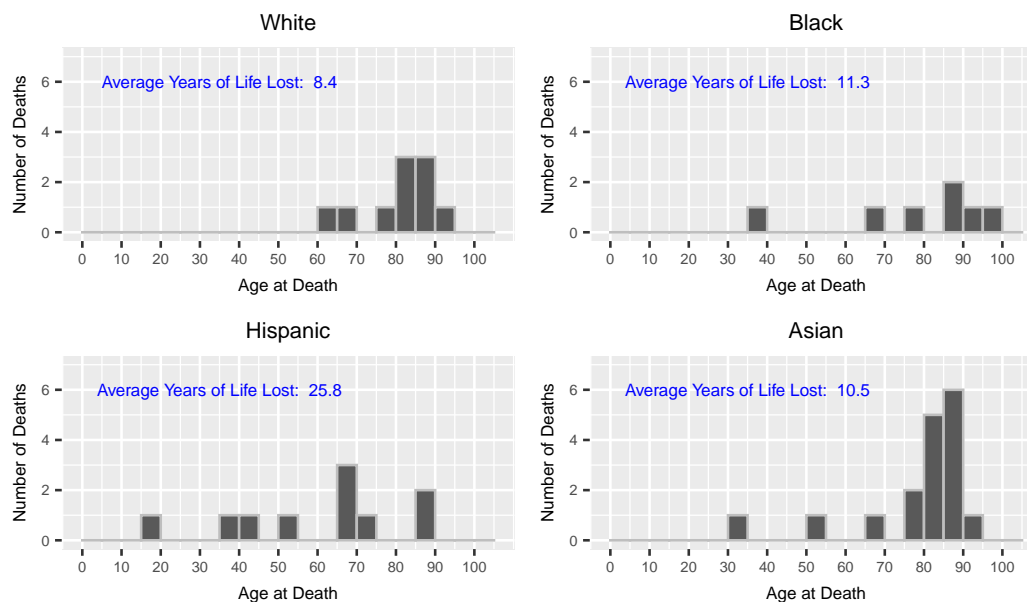 White
Average Years of Life Lost: 8.4
Number of Deaths
6
4
2
0
0 10 20 30 40 50 60 70 80 90 100
Age at Death
Black
Average Years of Life Lost: 11.3
Number of Deaths
6
4
2
0
0 10 20 30 40 50 60 70 80 90 100
Age at Death
Hispanic
Average Years of Life Lost: 25.8
Number of Deaths
6
4
2
0
0 10 20 30 40 50 60 70 80 90 100
Age at Death
Asian
Average Years of Life Lost: 10.5
Number of Deaths
6
4
2
0
0 10 20 30 40 50 60 70 80 90 100
Age at Death